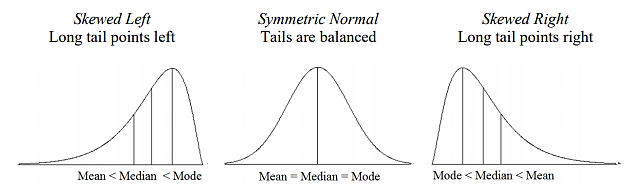 Skewed Left
Long tail points left
Symmetric Normal
Tails are balanced
Skewed Right
Long tail points right
Mean < Median < Mode
Mean = Median = Mode
Mode < Median < Mean